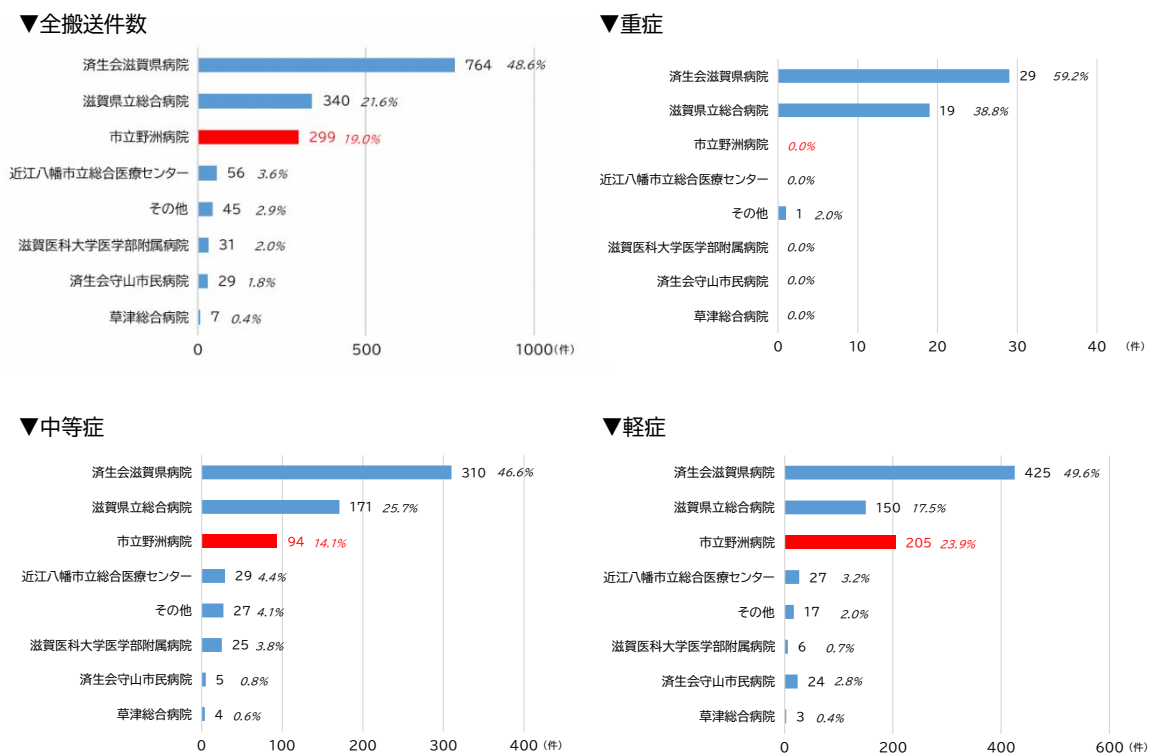 ▼全搬送件数
済生会滋賀県病院 764 48.6%
滋賀県立総合病院 340 21.6%
市立野洲病院 299 19.0%
近江八幡市立総合医療センター 56 3.6%
その他 45 2.9%
滋賀医科大学医学部附属病院 31 2.0%
済生会守山市民病院 29 1.8%
草津総合病院 7 0.4%
0 500 1000(件)
▼重症
済生会滋賀県病院 29 59.2%
滋賀県立総合病院 19 38.8%
市立野洲病院 0.0%
近江八幡市立総合医療センター 0.0%
その他 1 2.0%
滋賀医科大学医学部附属病院 0.0%
済生会守山市民病院 0.0%
草津総合病院 0.0%
0 10 20 30 40 (件)
▼中等症
済生会滋賀県病院 310 46.6%
滋賀県立総合病院 171 25.7%
市立野洲病院 94 14.1%
近江八幡市立総合医療センター 29 4.4%
その他 27 4.1%
滋賀医科大学医学部附属病院 25 3.8%
済生会守山市民病院 5 0.8%
草津総合病院 4 0.6%
0 100 200 300 400 (件)
▼軽症
済生会滋賀県病院 425 49.6%
滋賀県立総合病院 150 17.5%
市立野洲病院 205 23.9%
近江八幡市立総合医療センター 27 3.2%
その他 17 2.0%
滋賀医科大学医学部附属病院 6 0.7%
済生会守山市民病院 24 2.8%
草津総合病院 3 0.4%
0 200 400 600 (件)